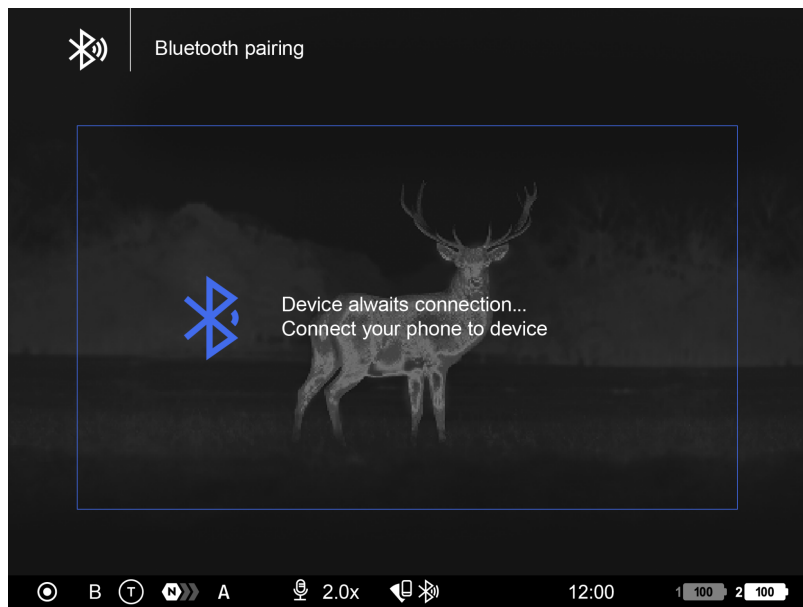 Bluetooth pairing
Device alwaits connection...
Connect your phone to device
B T N A 2.0x 12:00 1 100 2 100